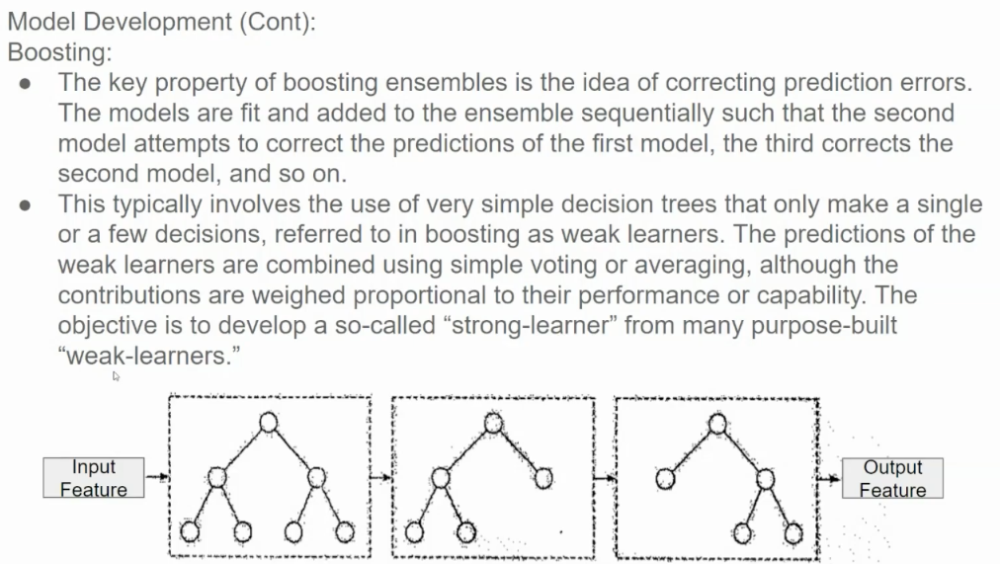 Model Development (Cont):
Boosting:
● The key property of boosting ensembles is the idea of correcting prediction errors.
The models are fit and added to the ensemble sequentially such that the second
model attempts to correct the predictions of the first model, the third corrects the
second model, and so on.
● This typically involves the use of very simple decision trees that only make a single
or a few decisions, referred to in boosting as weak learners. The predictions of the
weak learners are combined using simple voting or averaging, although the
contributions are weighed proportional to their performance or capability. The
objective is to develop a so-called “strong-learner” from many purpose-built
“weak-learners.”
Input
Feature
Output
Feature